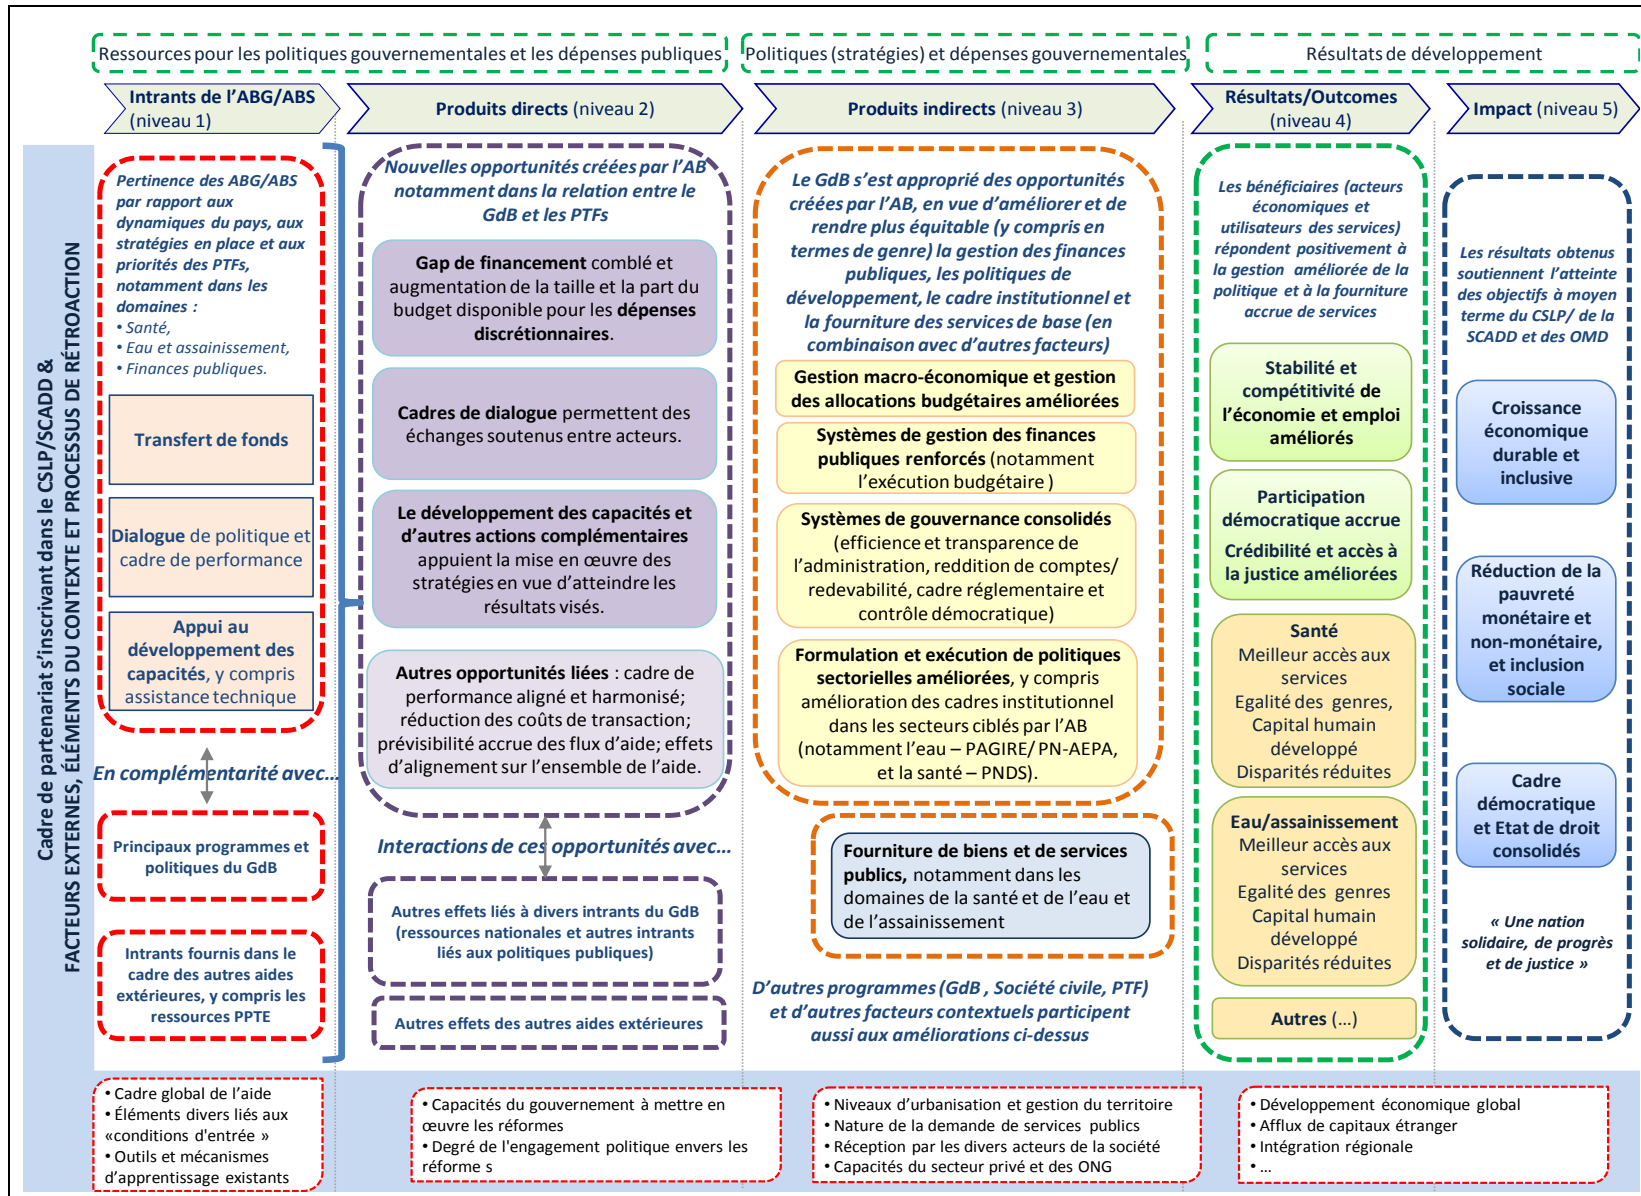 Ressources pour les politiques gouvernementales et les dépenses publiques
Politiques (stratégies) et dépenses gouvernementales
Résultats de développement
Intrants de l'ABG/ABS
(niveau 1)
Produits directs (niveau 2)
Produits indirects (niveau 3)
Résultats/Outcomes
(niveau 4)
Impact (niveau 5)
Cadre de partenariat s'inscrivant dans le CSLP/SCADD &
FACTEURS EXTERNES, ÉLÉMENTS DU CONTEXTE ET PROCESSUS DE RÉTROACTION
Pertinence des ABG/ABS
par rapport aux
dynamiques du pays, aux
stratégies en place et aux
priorités des PTFs,
notamment dans les
domaines :
• Santé,
• Eau et assainissement,
• Finances publiques.
Transfert de fonds
Dialogue de politique et
cadre de performance
Appui au
développement des
capacités, y compris
assistance technique
En complémentarité avec...
Principaux programmes et
politiques du GdB
Intrants fournis dans le
cadre des autres aides
extérieures, y compris les
ressources PPTE
Nouvelles opportunités créées par l'AB
notamment dans la relation entre le
GdB et les PTFs
Gap de financement comblé et
augmentation de la taille et la part du
budget disponible pour les dépenses
discrétionnaires.
Cadres de dialogue permettent des
échanges soutenus entre acteurs.
Le développement des capacités et
d'autres actions complémentaires
appuient la mise en œuvre des
stratégies en vue d'atteindre les
résultats visés.
Autres opportunités liées : cadre de
performance aligné et harmonisé;
réduction des coûts de transaction;
prévisibilité accrue des flux d'aide; effets
d'alignement sur l'ensemble de l'aide.
Interactions de ces opportunités avec...
Autres effets liés à divers intrants du GdB
(ressources nationales et autres intrants
liés aux politiques publiques)
Autres effets des autres aides extérieures
Le GdB s'est approprié des opportunités
créées par l'AB, en vue d'améliorer et de
rendre plus équitable (y compris en
termes de genre) la gestion des finances
publiques, les politiques de
développement, le cadre institutionnel et
la fourniture des services de base (en
combinaison avec d'autres facteurs)
Gestion macro-économique et gestion
des allocations budgétaires améliorées
Systèmes de gestion des finances
publiques renforcés (notamment
l'exécution budgétaire )
Systèmes de gouvernance consolidés
(efficience et transparence de
l'administration, reddition de comptes/
redevabilité, cadre réglementaire et
contrôle démocratique)
Formulation et exécution de politiques
sectorielles améliorées, y compris
amélioration des cadres institutionnel
dans les secteurs ciblés par l'AB
(notamment l'eau – PAGIRE/ PN-AEPA,
et la santé – PNDS).
Fourniture de biens et de services
publics, notamment dans les
domaines de la santé et de l'eau et
de l'assainissement
D'autres programmes (GdB , Société civile, PTF)
et d'autres facteurs contextuels participent
aussi aux améliorations ci-dessus
Les bénéficiaires (acteurs
économiques et
utilisateurs des services)
répondent positivement à
la gestion améliorée de la
politique et à la fourniture
accrue de services
Stabilité et
compétitivité de
l'économie et emploi
améliorés
Participation
démocratique accrue
Crédibilité et accès à
la justice améliorées
Santé
Meilleur accès aux
services
Egalité des genres,
Capital humain
développé
Disparités réduites
Eau/assainissement
Meilleur accès aux
services
Egalité des genres
Capital humain
développé
Disparités réduites
Autres (...)
Les résultats obtenus
soutiennent l'atteinte
des objectifs à moyen
terme du CSLP/ de la
SCADD et des OMD
Croissance
économique
durable et
inclusive
Réduction de la
pauvreté
monétaire et
non-monétaire,
et inclusion
sociale
Cadre
démocratique
et Etat de droit
consolidés
« Une nation
solidaire, de progrès
et de justice »
• Cadre global de l'aide
• Éléments divers liés aux
«conditions d'entrée »
• Outils et mécanismes
d'apprentissage existants
• Capacités du gouvernement à mettre en
œuvre les réformes
• Degré de l'engagement politique envers les
réforme s
• Niveaux d'urbanisation et gestion du territoire
• Nature de la demande de services publics
• Réception par les divers acteurs de la société
• Capacités du secteur privé et des ONG
• Développement économique global
• Afflux de capitaux étranger
• Intégration régionale
• ...